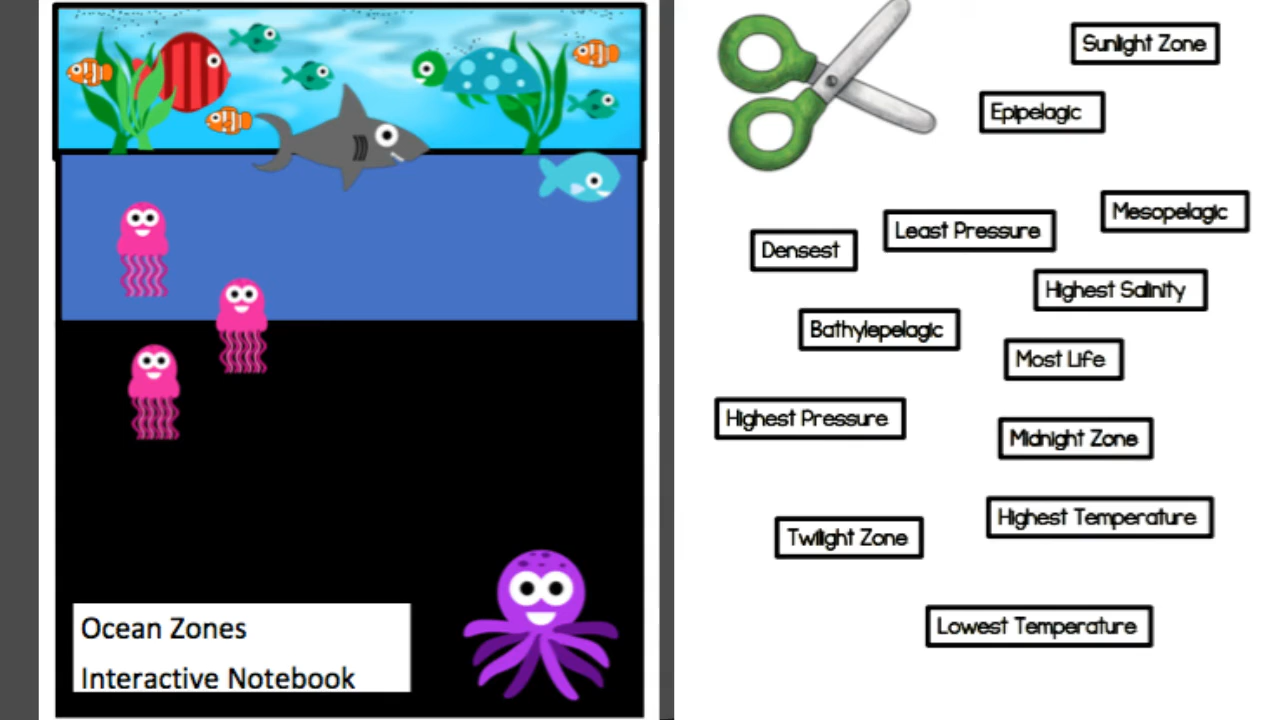 Ocean Zones
Interactive Notebook
Sunlight Zone
Epipelagic
Mesopelagic
Least Pressure
Densest
Highest Salinity
Bathylepelagic
Most Life
Highest Pressure
Midnight Zone
Highest Temperature
Twilight Zone
Lowest Temperature